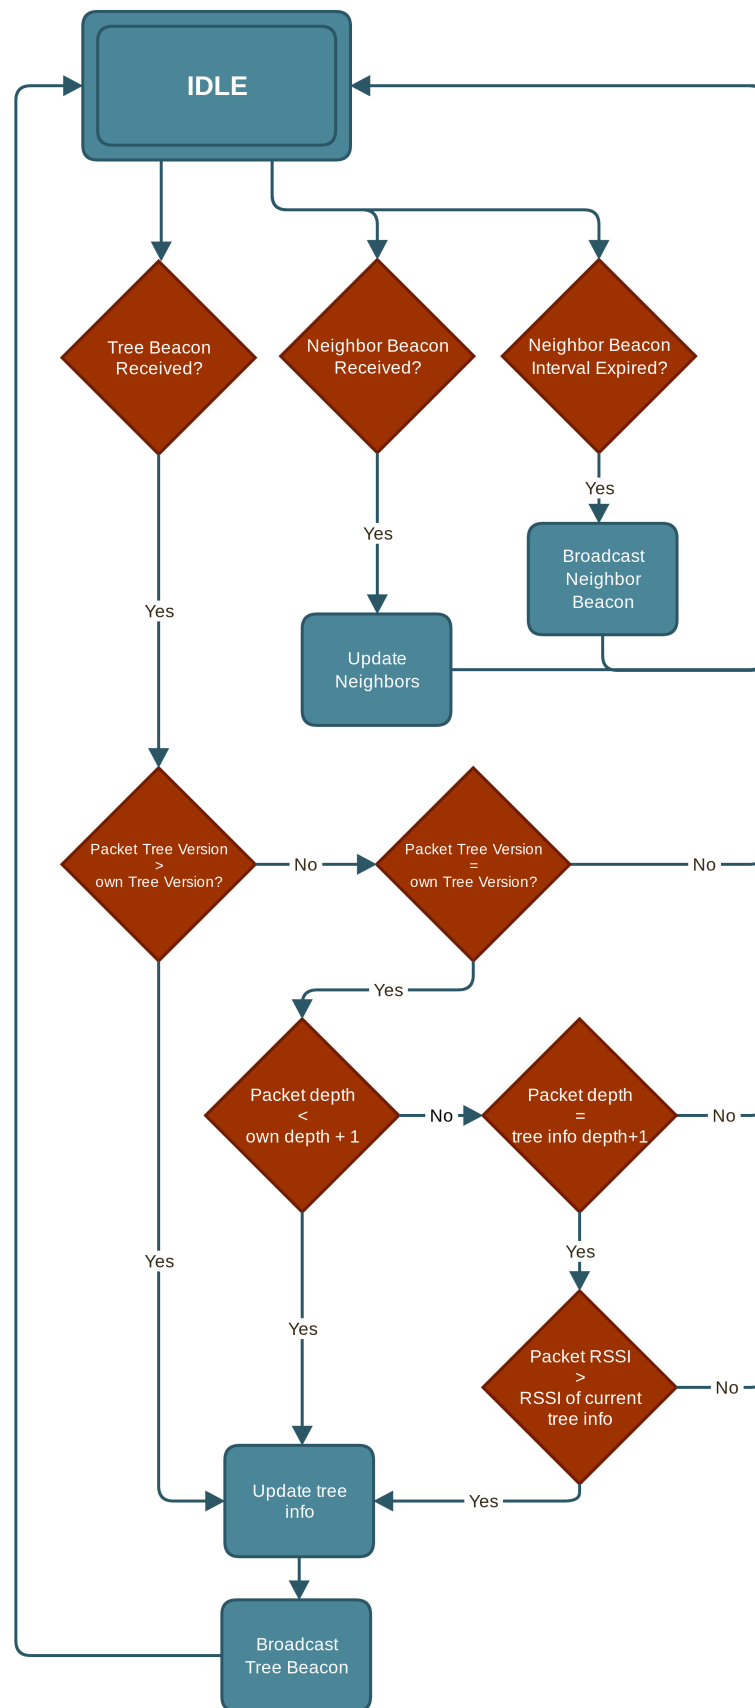 IDLE
Tree Beacon
Received?
Neighbor Beacon
Received?
Neighbor Beacon
Interval Expired?
Yes
Yes
Yes
Broadcast
Neighbor
Beacon
Update
Neighbors
Packet Tree Version
>
own Tree Version?
No
Packet Tree Version
=
own Tree Version?
No
Yes
Packet depth
<
own depth + 1
No
Packet depth
=
tree info depth+1
No
Yes
Yes
Yes
Packet RSSI
>
RSSI of current
tree info
No
Update tree
info
Yes
Broadcast
Tree Beacon